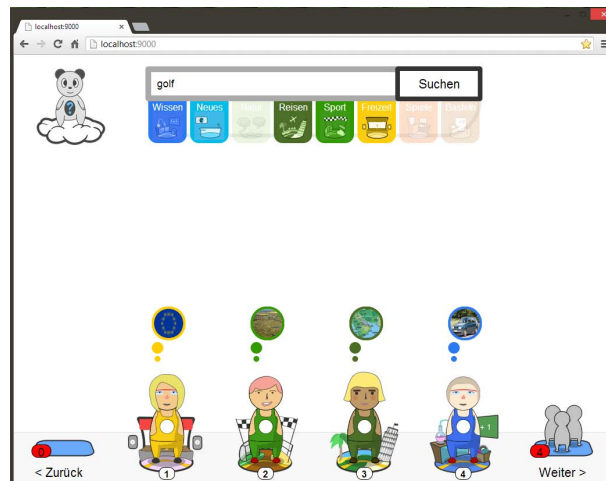 localhost:9000
localhost:9000
golf
Suchen
Wissen Neues Natur Reisen Sport Freizeit Spiele Basteln
?
+ 1
0
4
< Zurück
1
2
3
4
Weiter >